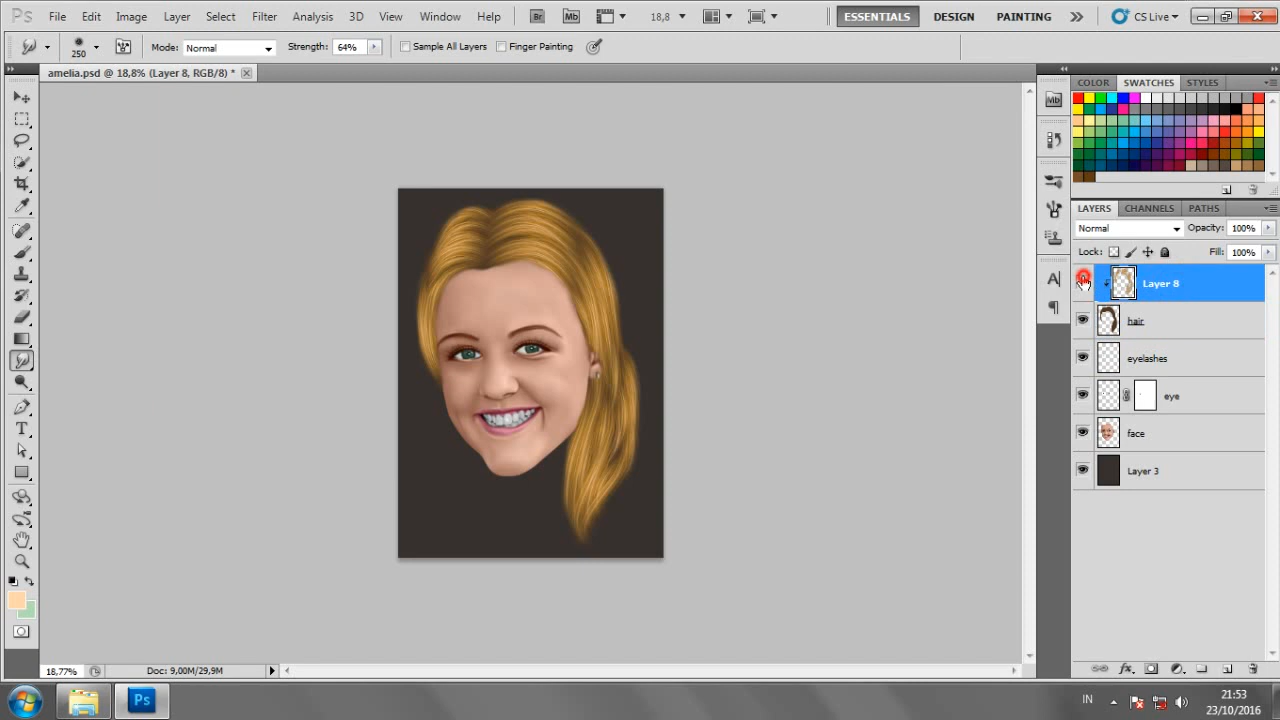 Ps File Edit Image Layer Select Filter Analysis 3D View Window Help Br Mb 18,8 ESSENTIALS DESIGN PAINTING CS Live
250 Mode: Normal Strength: 64% Sample All Layers Finger Painting
amelia.psd @ 18,8% (Layer 8, RGB/8) *
COLOR SWATCHES STYLES
Mb
LAYERS CHANNELS PATHS
Normal Opacity: 100%
Lock: Fill: 100%
Layer 8
hair
eyelashes
eye
face
Layer 3
18,77% Doc: 9,00M/29,9M
Ps IN 21:53
23/10/2016